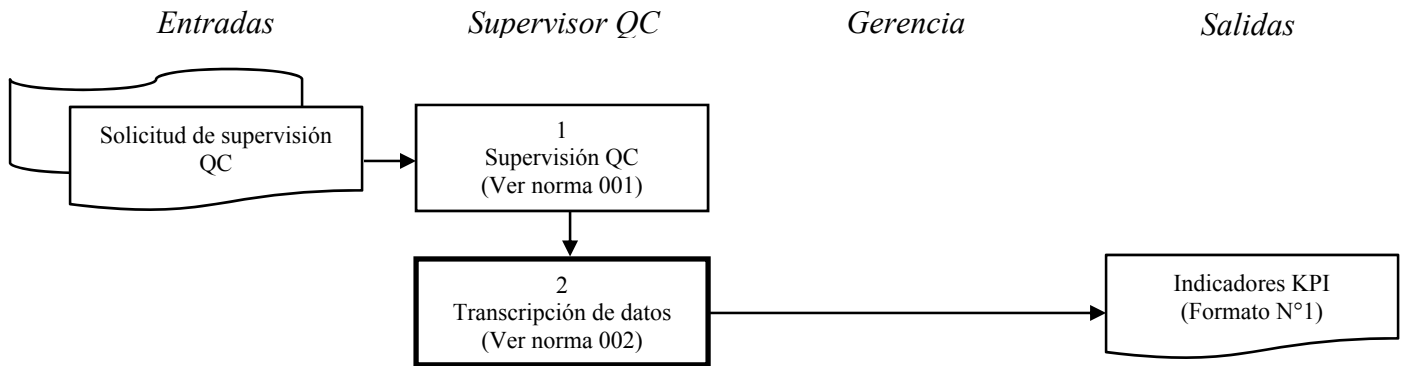 Entradas
Supervisor QC
Gerencia
Salidas
Solicitud de supervisión
QC
1
Supervisión QC
(Ver norma 001)
2
Transcripción de datos
(Ver norma 002)
Indicadores KPI
(Formato N°1)